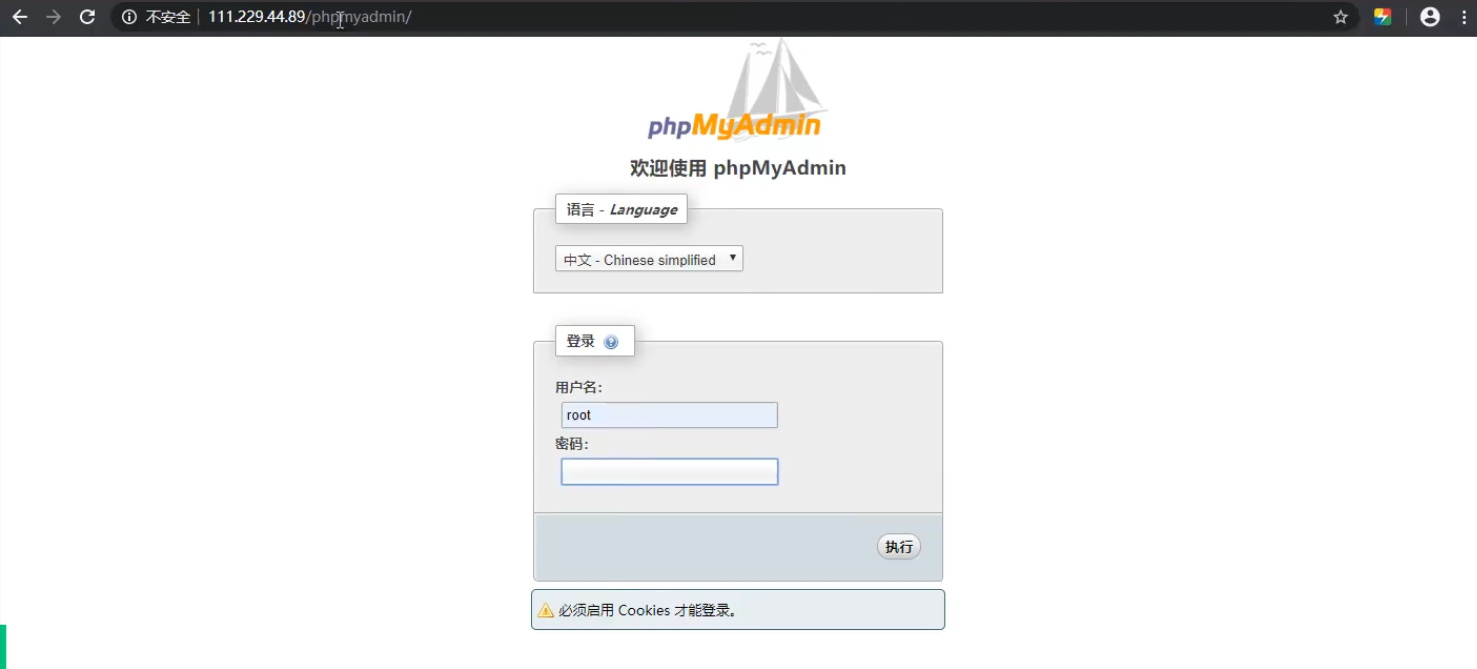 不安全 111.229.44.89/phpmyadmin/
phpMyAdmin
欢迎使用 phpMyAdmin
语言 - Language
中文 - Chinese simplified
登录
用户名:
root
密码:
执行
必须启用 Cookies 才能登录。